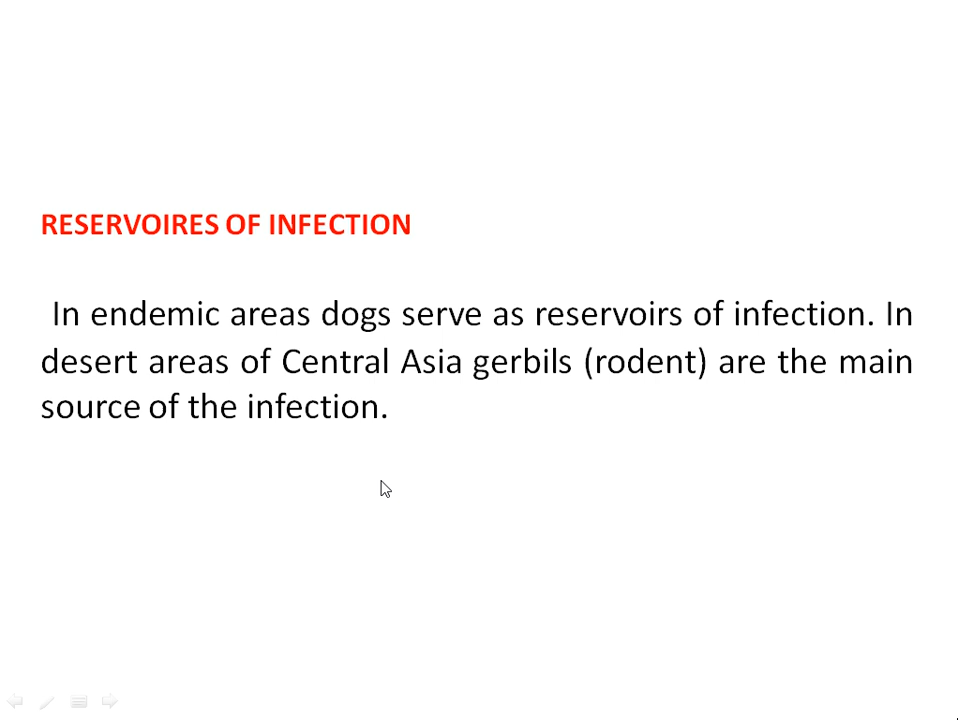 RESERVOIRES OF INFECTION
In endemic areas dogs serve as reservoirs of infection. In
desert areas of Central Asia gerbils (rodent) are the main
source of the infection.